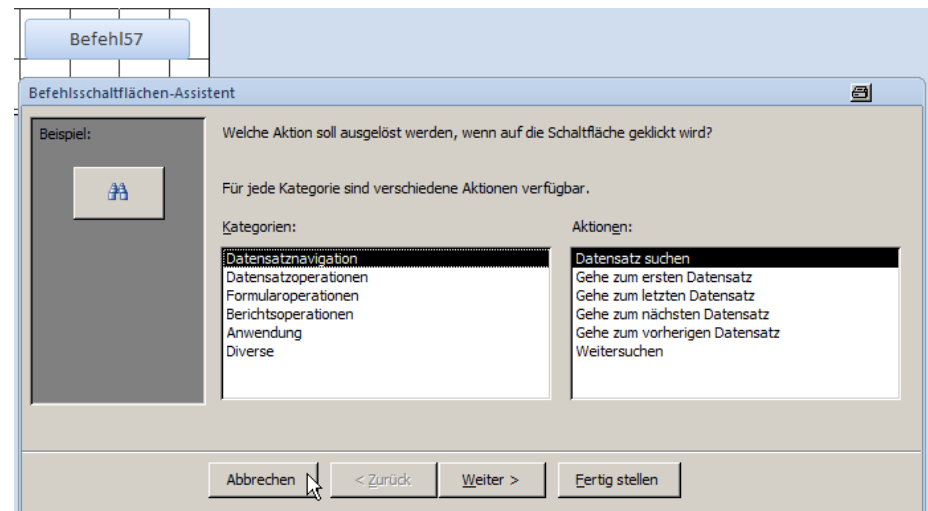 Befehl57
Befehlsschaltflächen-Assistent
Beispiel:
Welche Aktion soll ausgelöst werden, wenn auf die Schaltfläche geklickt wird?
Für jede Kategorie sind verschiedene Aktionen verfügbar.
Kategorien:
Datensatznavigation
Datensatzoperationen
Formularoperationen
Berichtsoperationen
Anwendung
Diverse
Aktionen:
Datensatz suchen
Gehe zum ersten Datensatz
Gehe zum letzten Datensatz
Gehe zum nächsten Datensatz
Gehe zum vorherigen Datensatz
Weitersuchen
Abbrechen < Zurück Weiter > Fertig stellen